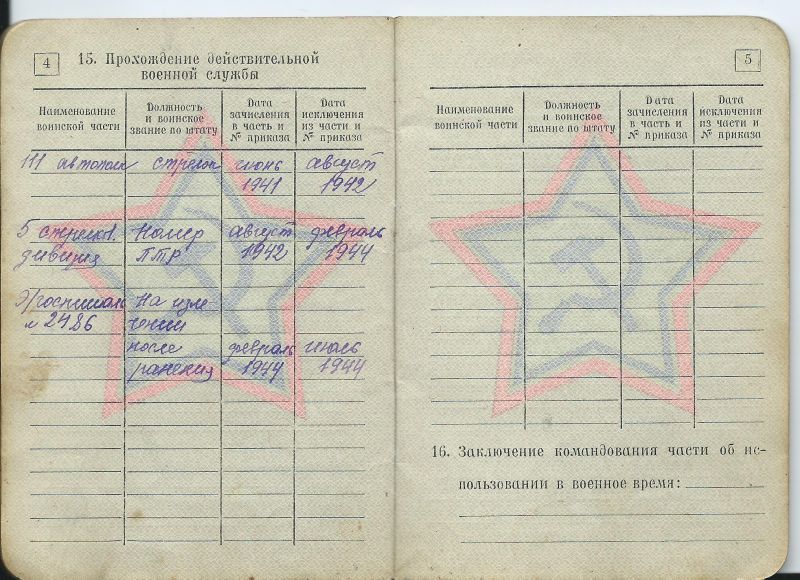 4
15. Прохождение действительной
военной службы
Наименование воинской части
Должность и воинское звание по штату
Дата зачисления в часть и № приказа
Дата исключения из части и № приказа
111 автополк стрелок июнь август
1941 1942
5 стрелков. номер август февраль
дивизия ПТР 1942 1944
Э/госпиталь На изле-
№ 2486 чении
после февраль июль
ранения 1944 1944
5
Наименование воинской части
Должность и воинское звание по штату
Дата зачисления в часть и № приказа
Дата исключения из части и № приказа
16. Заключение командования части об ис-
пользовании в военное время: